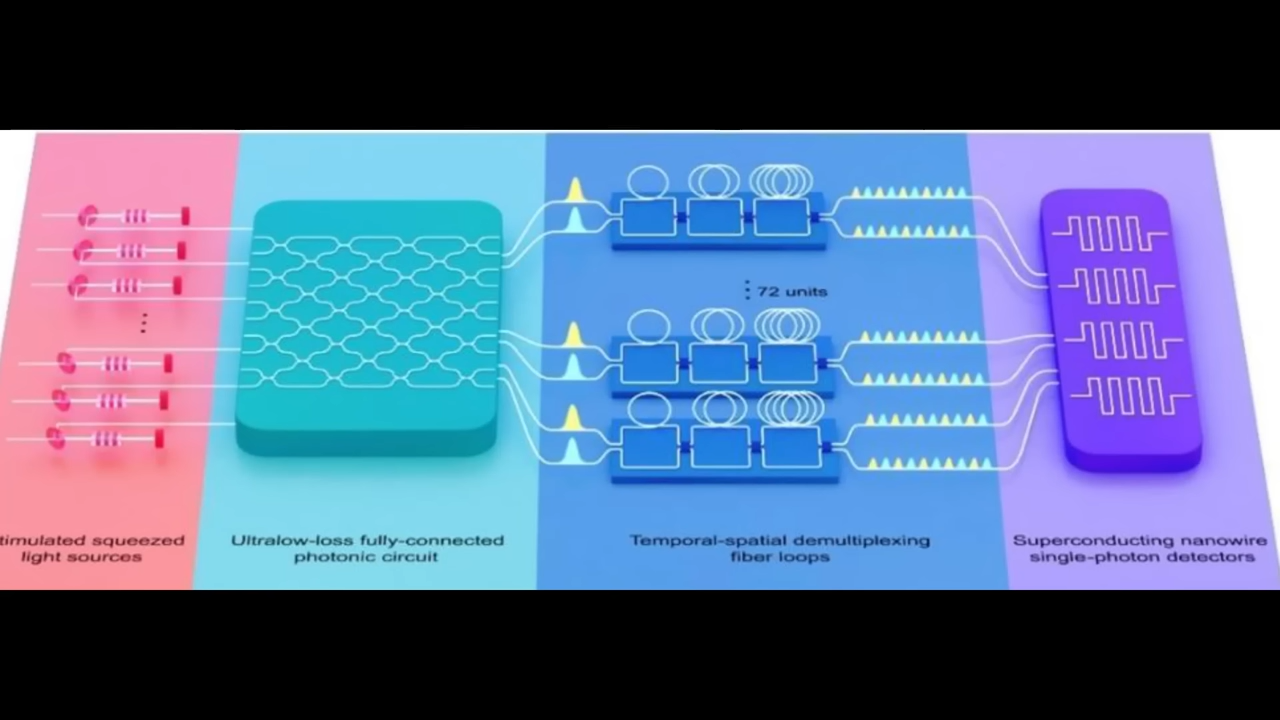 72 units
timulated squeezed
light sources
Ultralow-loss fully-connected
photonic circuit
Temporal-spatial demultiplexing
fiber loops
Superconducting nanowire
single-photon detectors